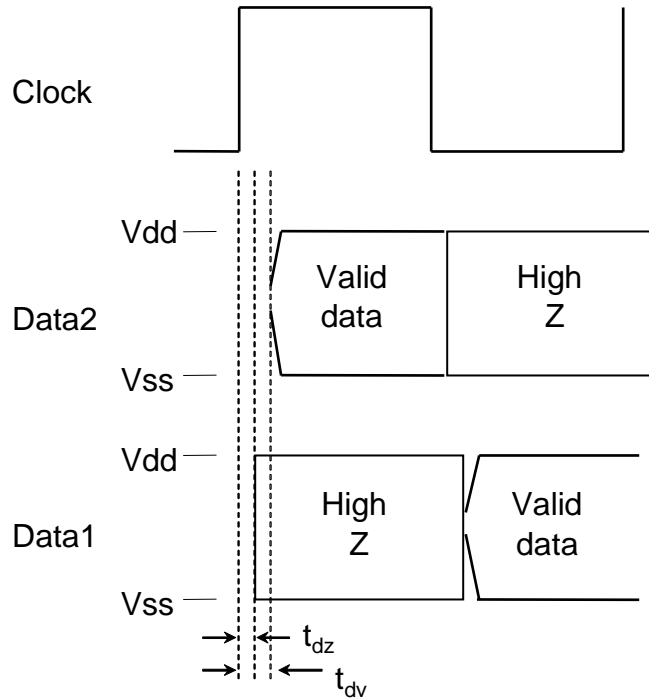 Clock
Vdd
Valid
data
High
Z
Data2
Vss
Vdd
High
Z
Valid
data
Data1
Vss
tdz
tdv